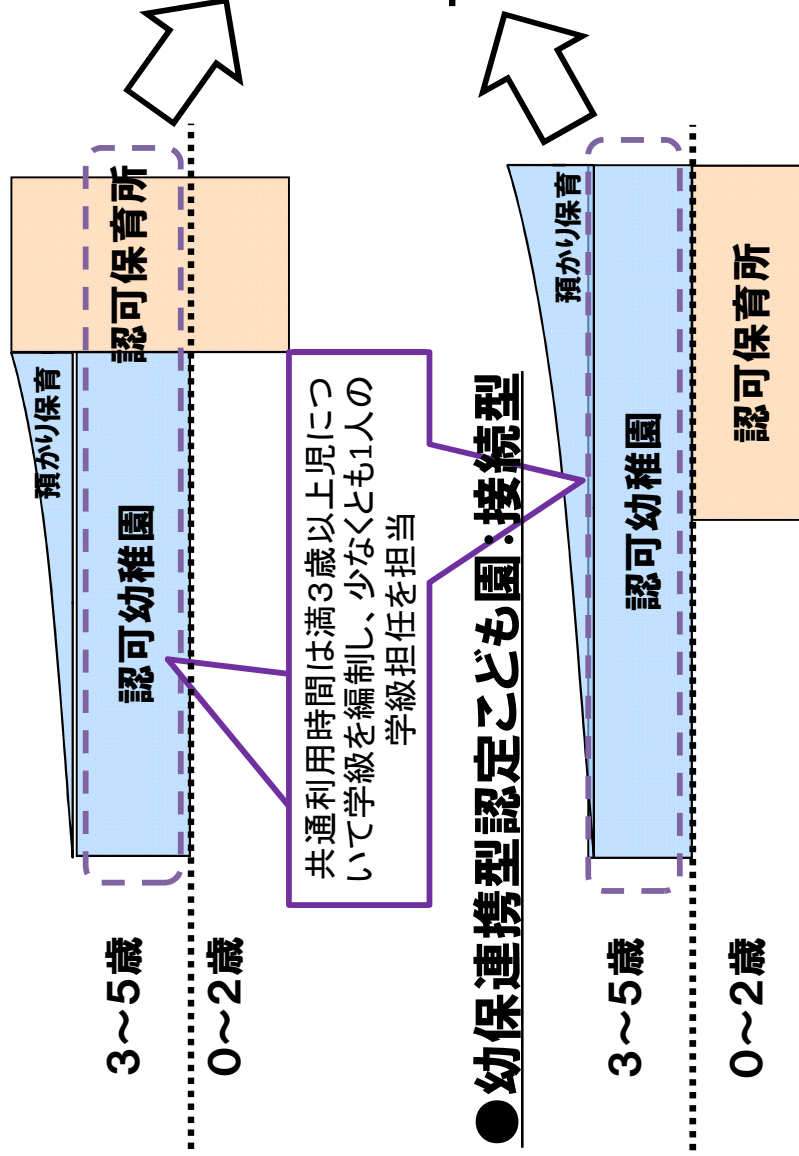 預かり保育
認可幼稚園
認可保育所
3～5歳
0～2歳
共通利用時間は満3歳以上児につ
いて学級を編制し、少なくとも1人の
学級担任を担当
●幼保連携型認定こども園・接続型
預かり保育
認可幼稚園
3～5歳
認可保育所
0～2歳